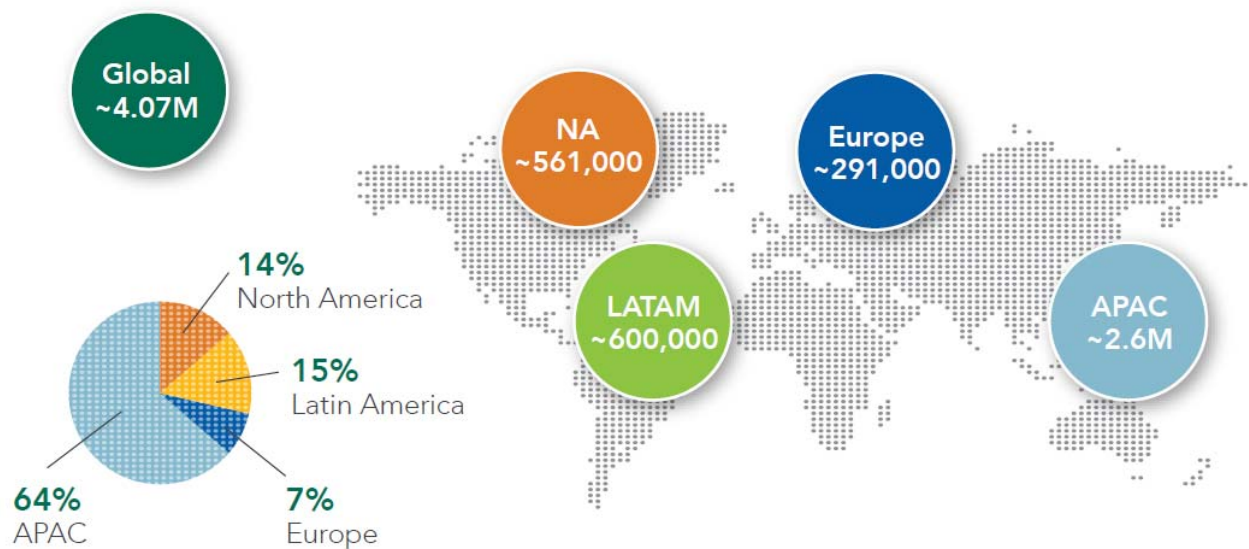 Global
~4.07M
NA
~561,000
Europe
~291,000
LATAM
~600,000
APAC
~2.6M
14%
North America
15%
Latin America
64%
APAC
7%
Europe